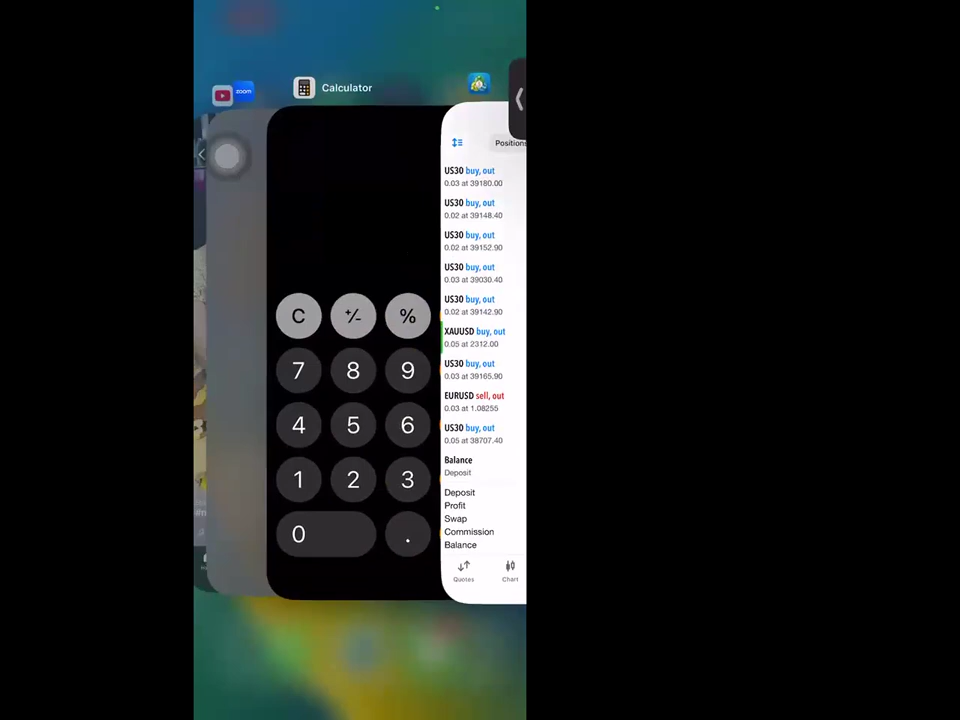 zoom
Calculator
Positions
US30 buy, out
0.03 at 39180.00
US30 buy, out
0.02 at 39148.40
US30 buy, out
0.02 at 39152.90
US30 buy, out
0.03 at 39030.40
US30 buy, out
0.02 at 39142.90
XAUUSD buy, out
0.05 at 2312.00
US30 buy, out
0.03 at 39165.90
EURUSD sell, out
0.03 at 1.08255
US30 buy, out
0.05 at 38707.40
Balance
Deposit
Deposit
Profit
Swap
Commission
Balance
Quotes
Chart
C +/- %
7 8 9
4 5 6
1 2 3
0 .